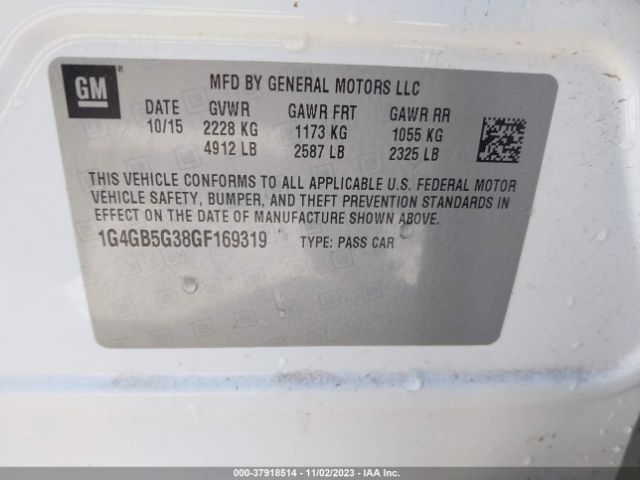 GM
MFD BY GENERAL MOTORS LLC
DATE GVWR GAWR FRT GAWR RR
10/15 2228 KG 1173 KG 1055 KG
4912 LB 2587 LB 2325 LB
THIS VEHICLE CONFORMS TO ALL APPLICABLE U.S. FEDERAL MOTOR
VEHICLE SAFETY, BUMPER, AND THEFT PREVENTION STANDARDS IN
EFFECT ON THE DATE OF MANUFACTURE SHOWN ABOVE.
1G4GB5G38GF169319 TYPE: PASS CAR
000-37918514 - 11/02/2023 - IAA Inc.